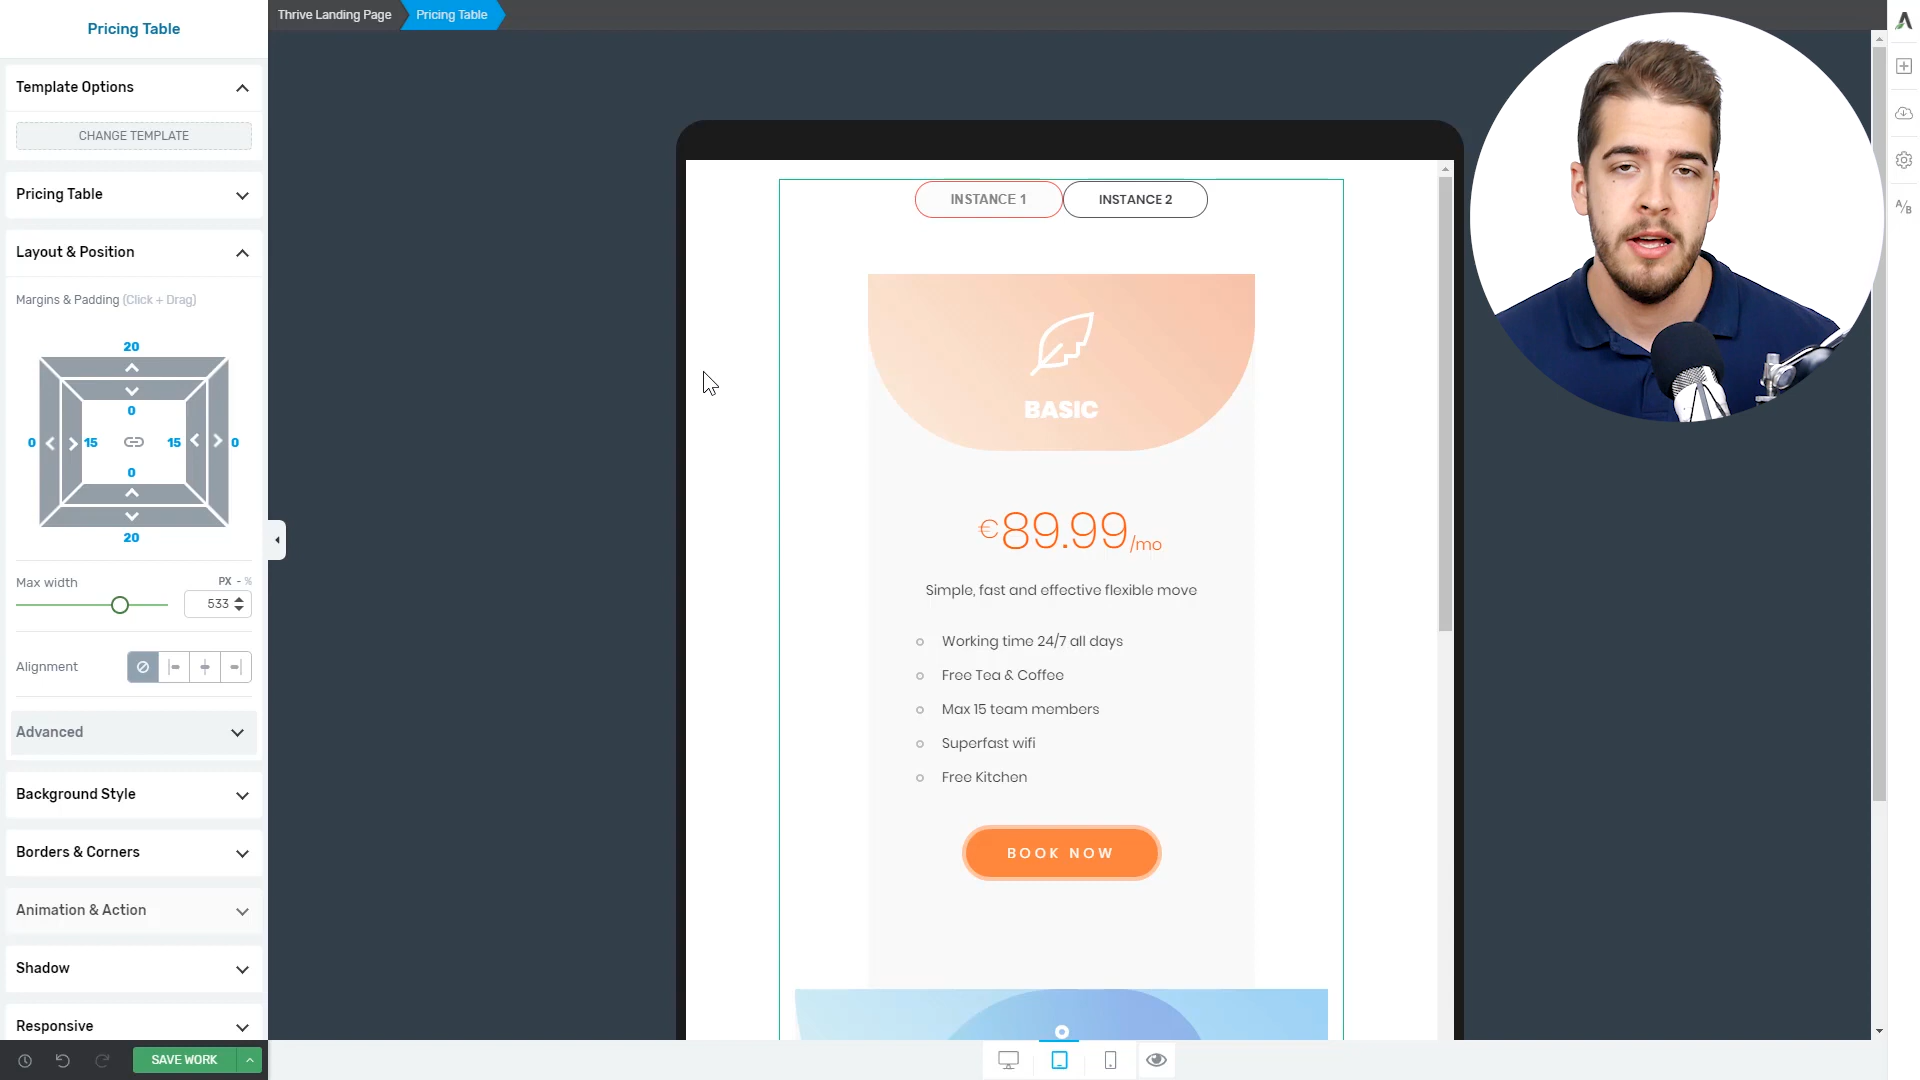 Thrive Landing Page
Pricing Table
Pricing Table
Template Options
CHANGE TEMPLATE
Pricing Table
Layout & Position
Margins & Padding (Click + Drag)
20
0
0 15 15 0
0
20
Max width
PX - %
533
Alignment
Advanced
Background Style
Borders & Corners
Animation & Action
Shadow
Responsive
SAVE WORK
INSTANCE 1
INSTANCE 2
BASIC
€89.99/mo
Simple, fast and effective flexible move
Working time 24/7 all days
Free Tea & Coffee
Max 15 team members
Superfast wifi
Free Kitchen
BOOK NOW
A/B